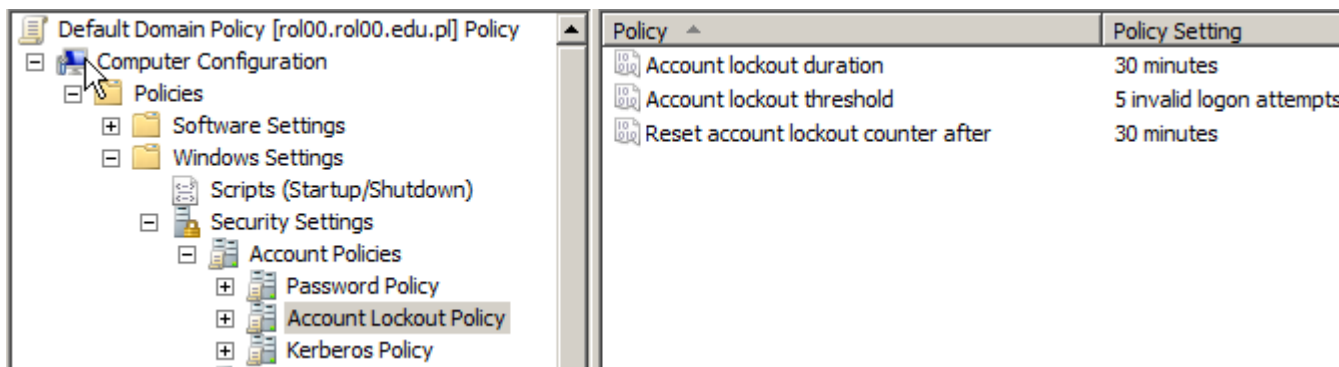 Default Domain Policy [rol00.rol00.edu.pl] Policy
Computer Configuration
Policies
Software Settings
Windows Settings
Scripts (Startup/Shutdown)
Security Settings
Account Policies
Password Policy
Account Lockout Policy
Kerberos Policy
Policy Policy Setting
Account lockout duration 30 minutes
Account lockout threshold 5 invalid logon attempts
Reset account lockout counter after 30 minutes